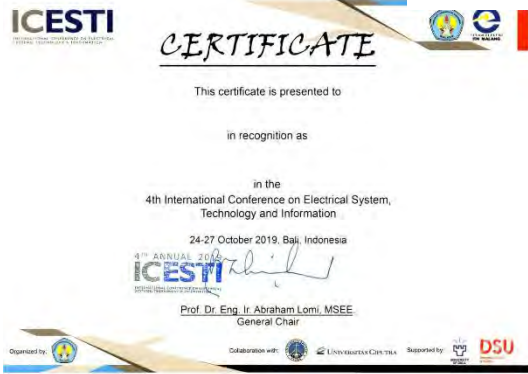 ICESTI
CERTIFICATE
This certificate is presented to
in recognition as
in the
4th International Conference on Electrical System,
Technology and Information
24-27 October 2019, Bali, Indonesia
4TH ANNUAL 2019
ICESTI
Prof. Dr. Eng. Ir. Abraham Lomi, MSEE
General Chair
Organized by:
Collaboration with:
UNIVERSITAS CIPUTRA
Supported by:
DSU